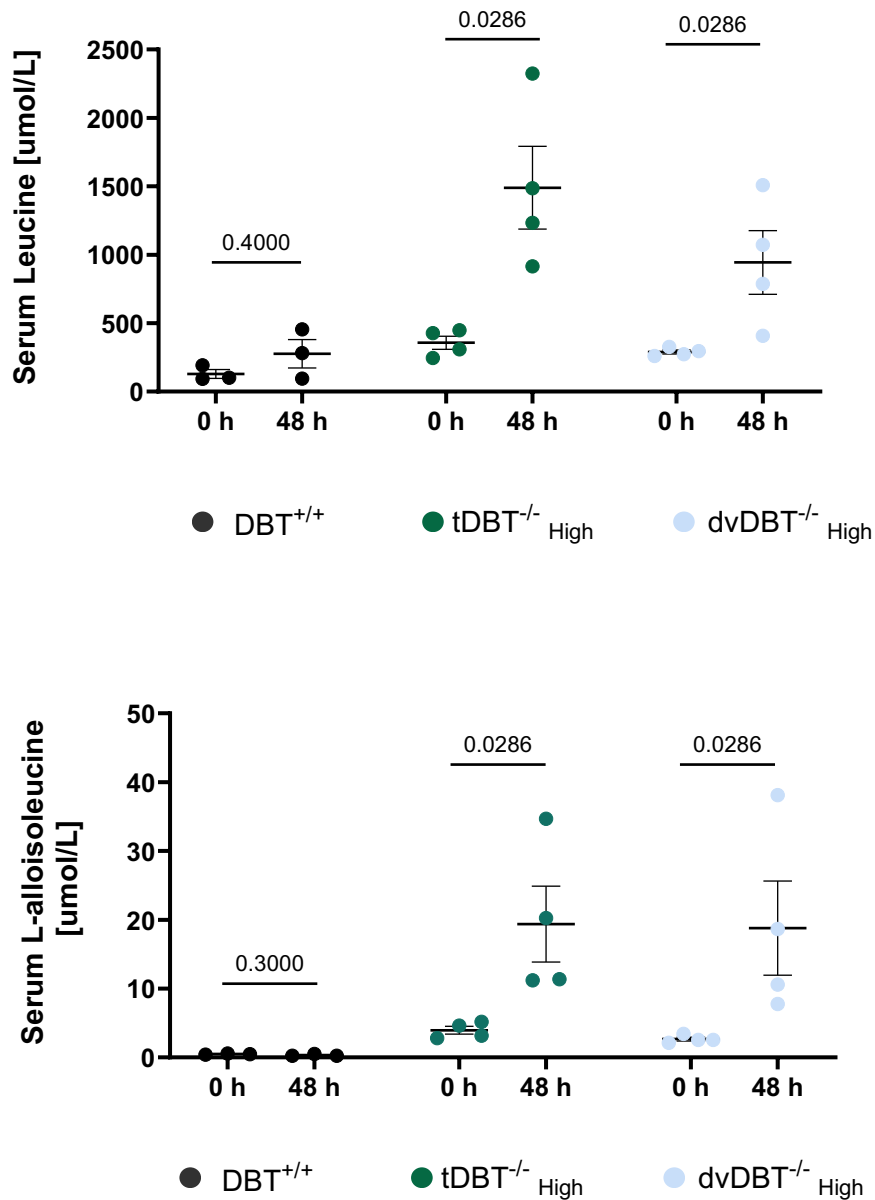 0.0286 0.0286
Serum Leucine [umol/L]
2500
2000
1500
1000
500
0
0.4000
0 h 48 h 0 h 48 h 0 h 48 h
DBT+/+ tDBT-/- High dvDBT-/- High
Serum L-alloisoleucine
[umol/L]
50
40
30
20
10
0
0.0286 0.0286
0.3000
0 h 48 h 0 h 48 h 0 h 48 h
DBT+/+ tDBT-/- High dvDBT-/- High